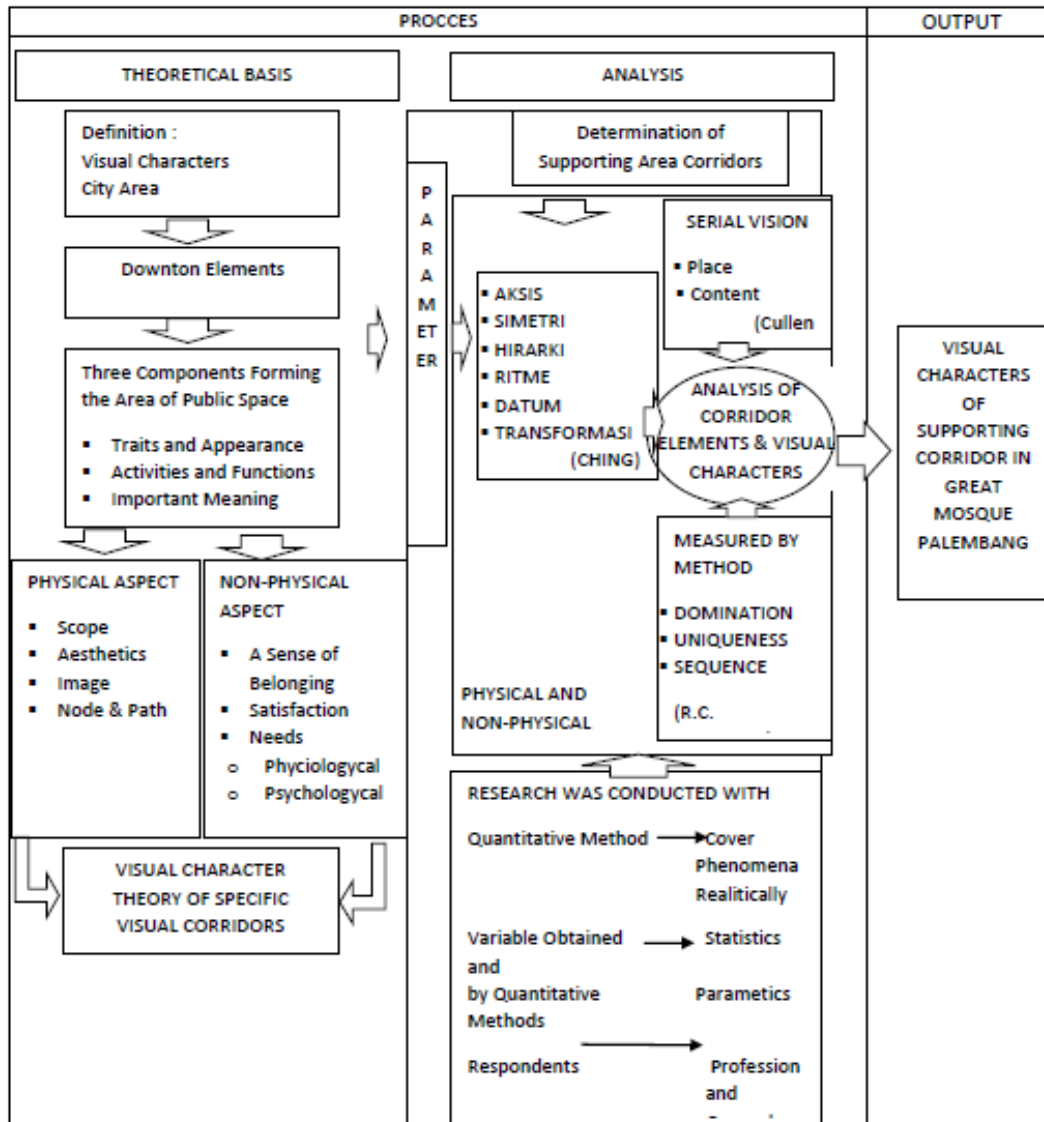 PROCCES
OUTPUT
THEORETICAL BASIS
Definition :
Visual Characters
City Area
Downton Elements
Three Components Forming
the Area of Public Space
▪ Traits and Appearance
▪ Activities and Functions
▪ Important Meaning
PHYSICAL ASPECT
▪ Scope
▪ Aesthetics
▪ Image
▪ Node & Path
NON-PHYSICAL
ASPECT
▪ A Sense of
Belonging
▪ Satisfaction
▪ Needs
o Phyciologycal
o Psychologycal
VISUAL CHARACTER
THEORY OF SPECIFIC
VISUAL CORRIDORS
P
A
R
A
M
ET
ER
ANALYSIS
Determination of
Supporting Area Corridors
▪ AKSIS
▪ SIMETRI
▪ HIRARKI
▪ RITME
▪ DATUM
▪ TRANSFORMASI
(CHING)
SERIAL VISION
▪ Place
▪ Content
(Cullen
ANALYSIS OF
CORRIDOR
ELEMENTS & VISUAL
CHARACTERS
MEASURED BY
METHOD
▪ DOMINATION
▪ UNIQUENESS
▪ SEQUENCE
(R.C.
PHYSICAL AND
NON-PHYSICAL
RESEARCH WAS CONDUCTED WITH
Quantitative Method
Cover
Phenomena
Realitically
Variable Obtained
and
by Quantitative
Methods
Statistics
Parametics
Respondents
Profession
and
VISUAL
CHARACTERS
OF
SUPPORTING
CORRIDOR IN
GREAT
MOSQUE
PALEMBANG